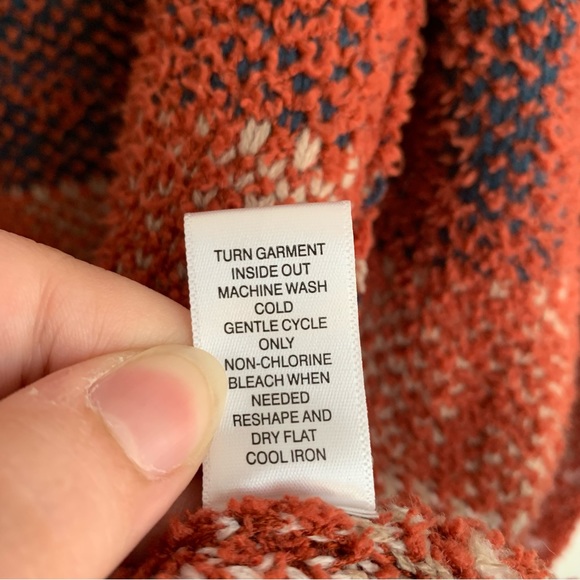 TURN GARMENT
INSIDE OUT
MACHINE WASH
COLD
GENTLE CYCLE
ONLY
NON-CHLORINE
BLEACH WHEN
NEEDED
RESHAPE AND
DRY FLAT
COOL IRON